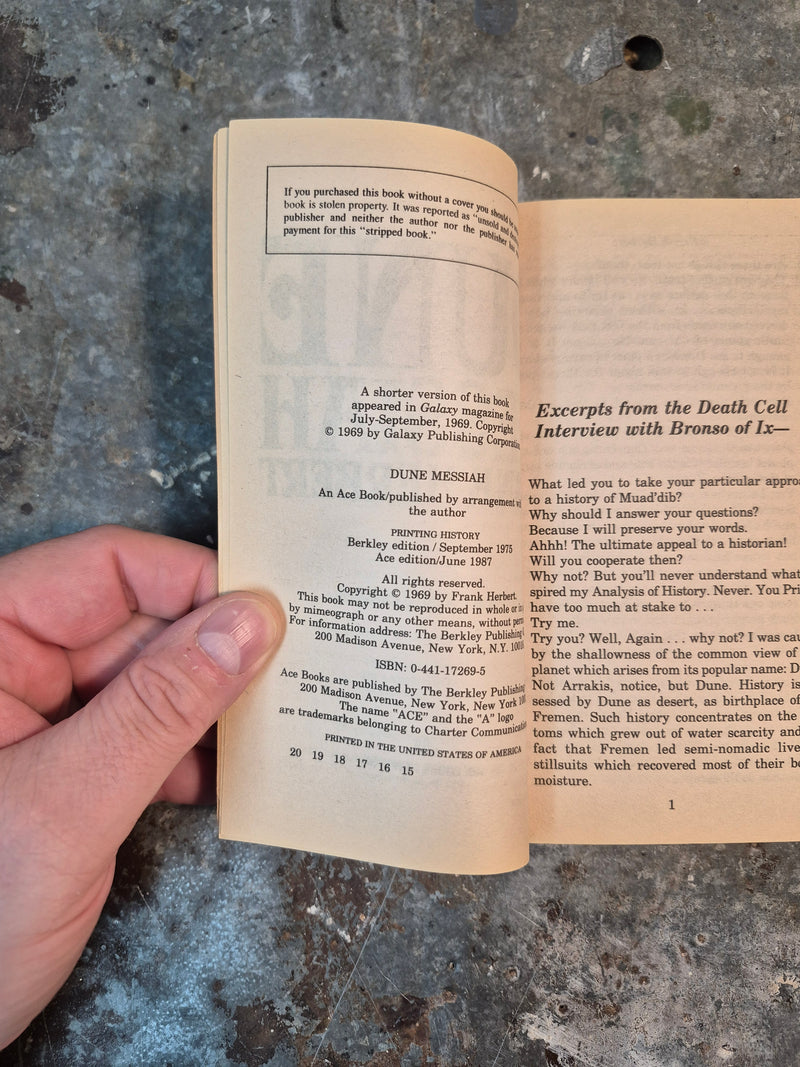 If you purchased this book without a cover you should be
book is stolen property. It was reported as "unsold and
publisher and neither the author nor the publisher has
payment for this "stripped book."
A shorter version of this book
appeared in Galaxy magazine for
July-September, 1969. Copyright
© 1969 by Galaxy Publishing Corporation
DUNE MESSIAH
An Ace Book/published by arrangement
the author
PRINTING HISTORY
Berkley edition / September 1975
Ace edition/June 1987
All rights reserved.
Copyright © 1969 by Frank Herbert.
This book may not be reproduced in whole or
by mimeograph or any other means, without
For information address: The Berkley Publishing
200 Madison Avenue, New York, N.Y.
ISBN: 0-441-17269-5
Ace Books are published by The Berkley Publishing
200 Madison Avenue, New York, New York
The name "ACE" and the "A" logo
are trademarks belonging to Charter
PRINTED IN THE UNITED STATES OF AMERICA
20 19 18 17 16 15
Excerpts from the Death Cell
Interview with Bronso of Ix—
What led you to take your particular
to a history of Muad'dib?
Why should I answer your questions?
Because I will preserve your words.
Ahhh! The ultimate appeal to a historian!
Will you cooperate then?
Why not? But you'll never understand what
spired my Analysis of History. Never. You
have too much at stake to . . .
Try me.
Try you? Well, Again . . . why not? I was
by the shallowness of the common view of
planet which arises from its popular name:
Not Arrakis, notice, but Dune. History is
sessed by Dune as desert, as birthplace of
Fremen. Such history concentrates on the
toms which grew out of water scarcity and
fact that Fremen led semi-nomadic
stillsuits which recovered most of their
moisture.
1